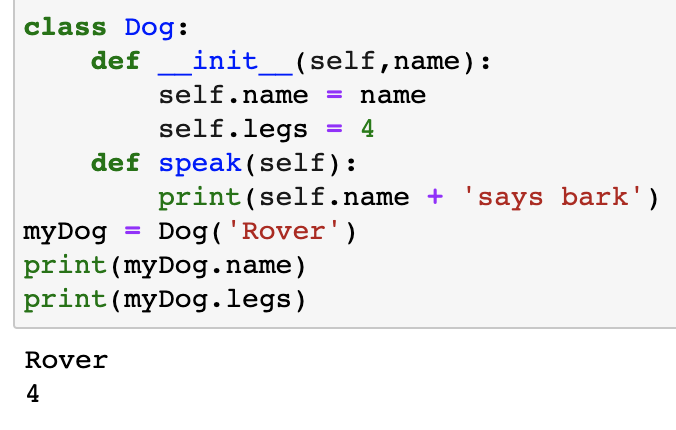 class Dog:
    def __init__(self,name):
        self.name = name
        self.legs = 4
    def speak(self):
        print(self.name + 'says bark')
myDog = Dog('Rover')
print(myDog.name)
print(myDog.legs)
Rover
4